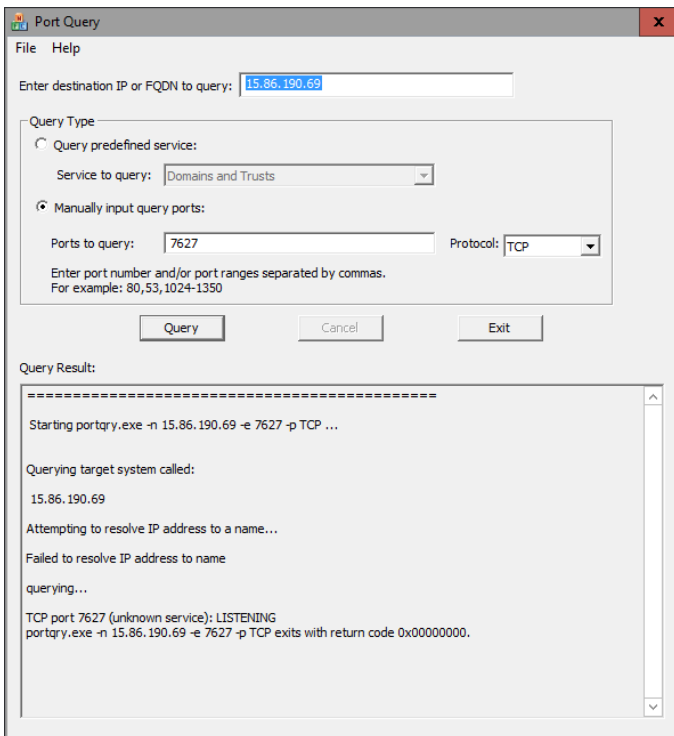 Port Query
x
File Help
Enter destination IP or FQDN to query: 15.86.190.69
Query Type
Query predefined service:
Service to query: Domains and Trusts
Manually input query ports:
Ports to query: 7627 Protocol: TCP
Enter port number and/or port ranges separated by commas.
For example: 80,53,1024-1350
Query Cancel Exit
Query Result:
=============================================
Starting portqry.exe -n 15.86.190.69 -e 7627 -p TCP ...
Querying target system called:
15.86.190.69
Attempting to resolve IP address to a name...
Failed to resolve IP address to name
querying...
TCP port 7627 (unknown service): LISTENING
portqry.exe -n 15.86.190.69 -e 7627 -p TCP exits with return code 0x00000000.